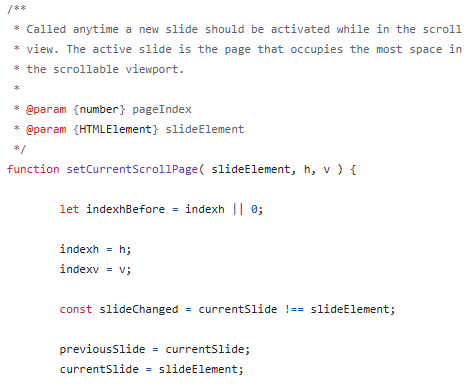 /**
 * Called anytime a new slide should be activated while in the scroll
 * view. The active slide is the page that occupies the most space in
 * the scrollable viewport.
 *
 * @param {number} pageIndex
 * @param {HTMLElement} slideElement
 */
function setCurrentScrollPage( slideElement, h, v ) {
let indexhBefore = indexh || 0;
indexh = h;
indexv = v;
const slideChanged = currentSlide !== slideElement;
previousSlide = currentSlide;
currentSlide = slideElement;